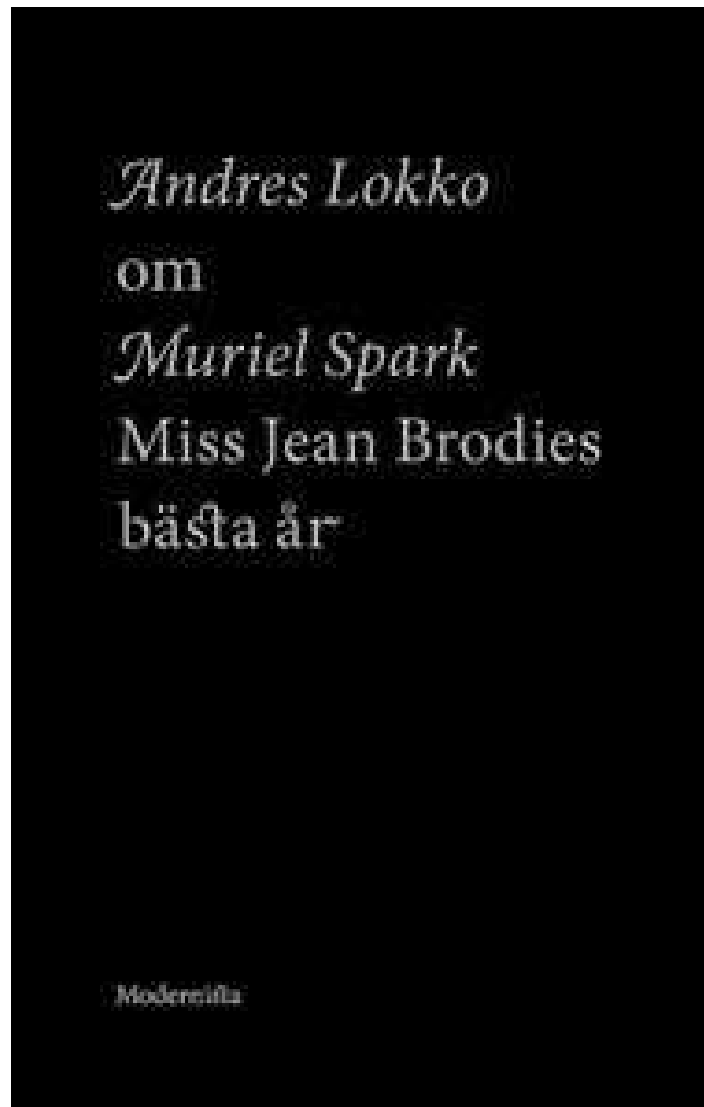 Andres Lokko
om
Muriel Spark
Miss Jean Brodies
bästa år
Modernista